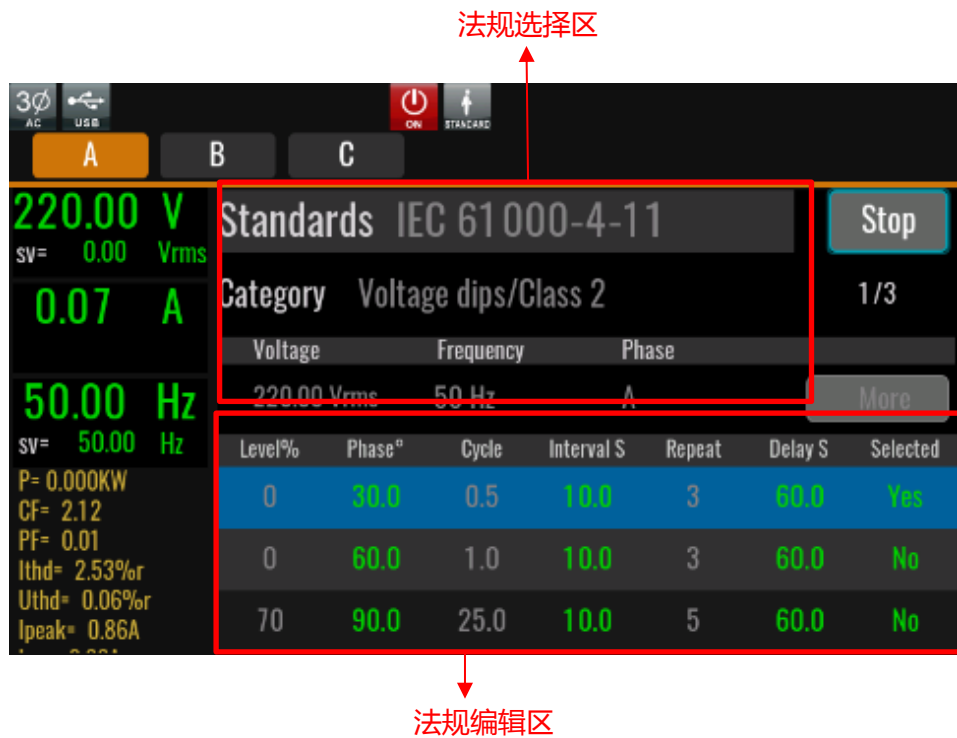 法规选择区
3Ø
AC
USB
ON
STANDARD
A B C
220.00 V
sv= 0.00 Vrms
0.07 A
50.00 Hz
sv= 50.00 Hz
P= 0.000KW
CF= 2.12
PF= 0.01
Ithd= 2.53%r
Uthd= 0.06%r
Ipeak= 0.86A
Standards IEC 61000-4-11
Stop
Category Voltage dips/Class 2
1/3
Voltage Frequency Phase
220.00 Vrms 50 Hz A
More
Level% Phase° Cycle Interval S Repeat Delay S Selected
0 30.0 0.5 10.0 3 60.0 Yes
0 60.0 1.0 10.0 3 60.0 No
70 90.0 25.0 10.0 5 60.0 No
法规编辑区